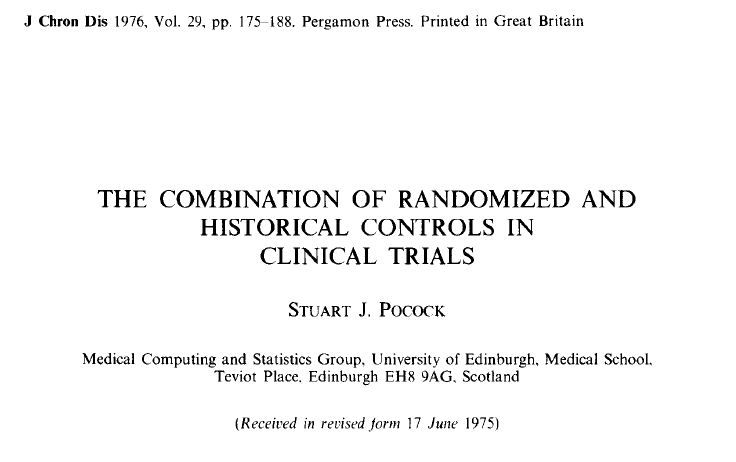 J Chron Dis 1976, Vol. 29, pp. 175–188. Pergamon Press. Printed in Great Britain
THE COMBINATION OF RANDOMIZED AND
HISTORICAL CONTROLS IN
CLINICAL TRIALS
STUART J. POCOCK
Medical Computing and Statistics Group, University of Edinburgh, Medical School,
Teviot Place, Edinburgh EH8 9AG, Scotland
(Received in revised form 17 June 1975)